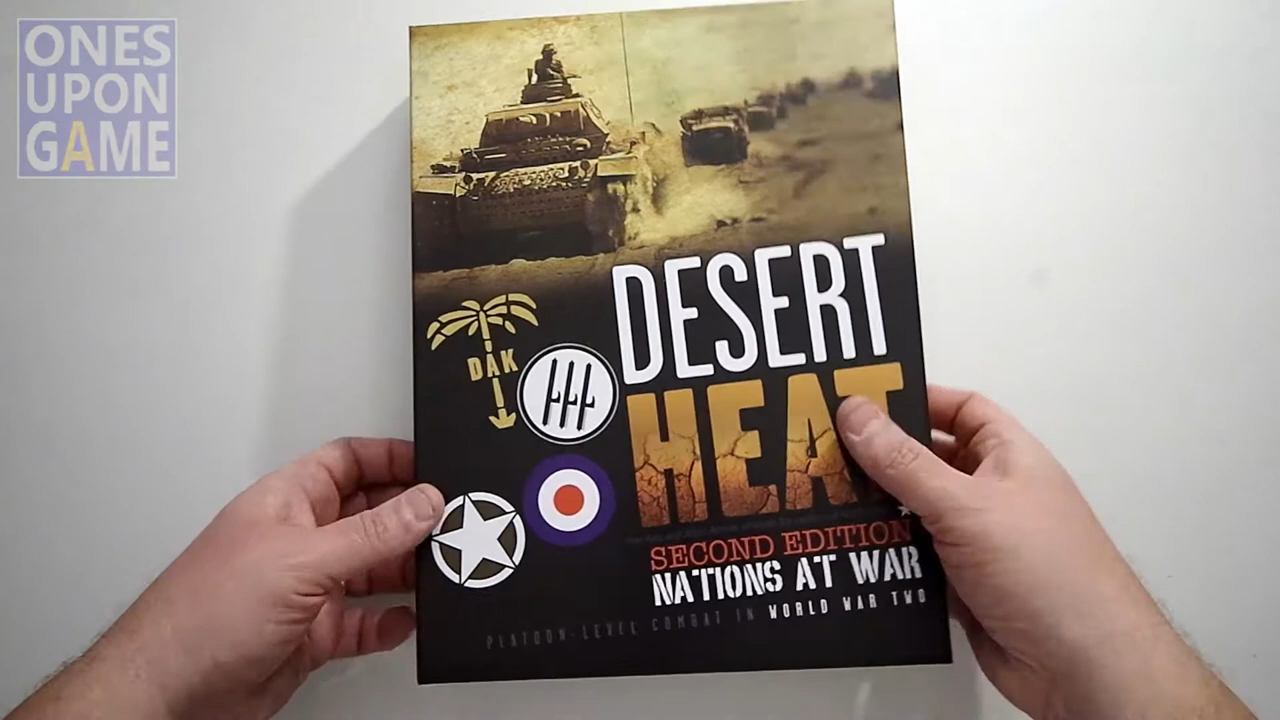 ONES
UPON
GAME
DESERT
HEAT
DAK
SECOND EDITION
NATIONS AT WAR
PLATOON-LEVEL COMBAT IN WORLD WAR TWO